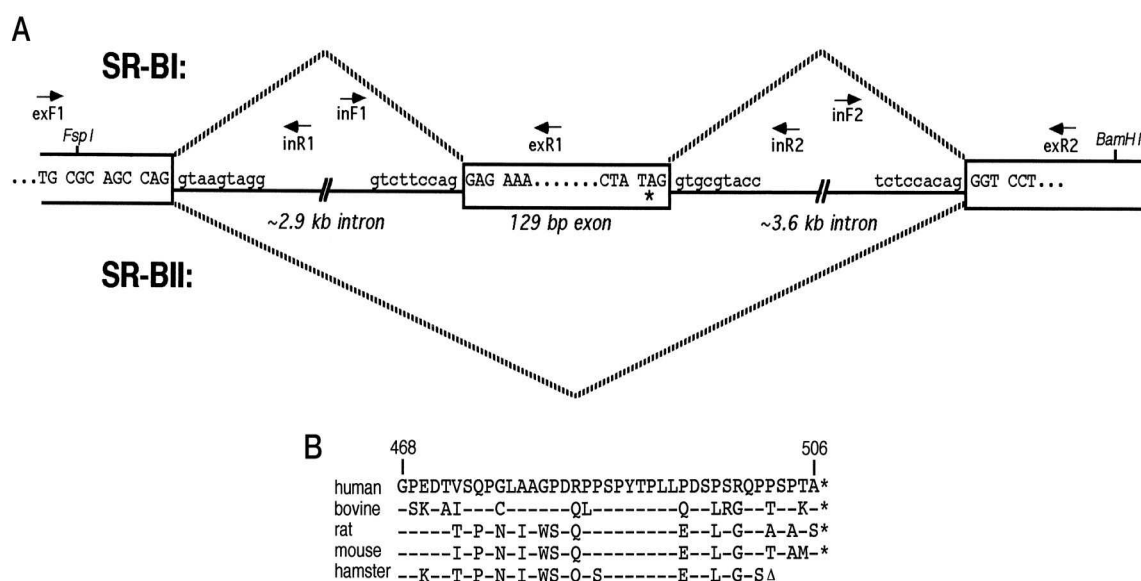 A
SR-BI:
exF1
FspI
inR1
inF1
exR1
inR2
inF2
exR2
BamHI
...TG CGC AGC CAG gtaagtagg gtcttccag GAG AAA.......CTA TAG gtgcgtacc tctccacag GGT CCT...
*
~2.9 kb intron
129 bp exon
~3.6 kb intron
SR-BII:
B
468 506
human GPEDTVSQPGLAAGPDRPPSPYTPLLPDSPSRQPPSPTA*
bovine -SK-AI---C------QL--------Q--LRG--T--K-*
rat -----T-P-N-I-WS-Q---------E--L-G--A-A-S*
mouse -----I-P-N-I-WS-Q---------E--L-G--T-AM-*
hamster --K--T-P-N-I-WS-Q-S-------E--L-G-SΔ